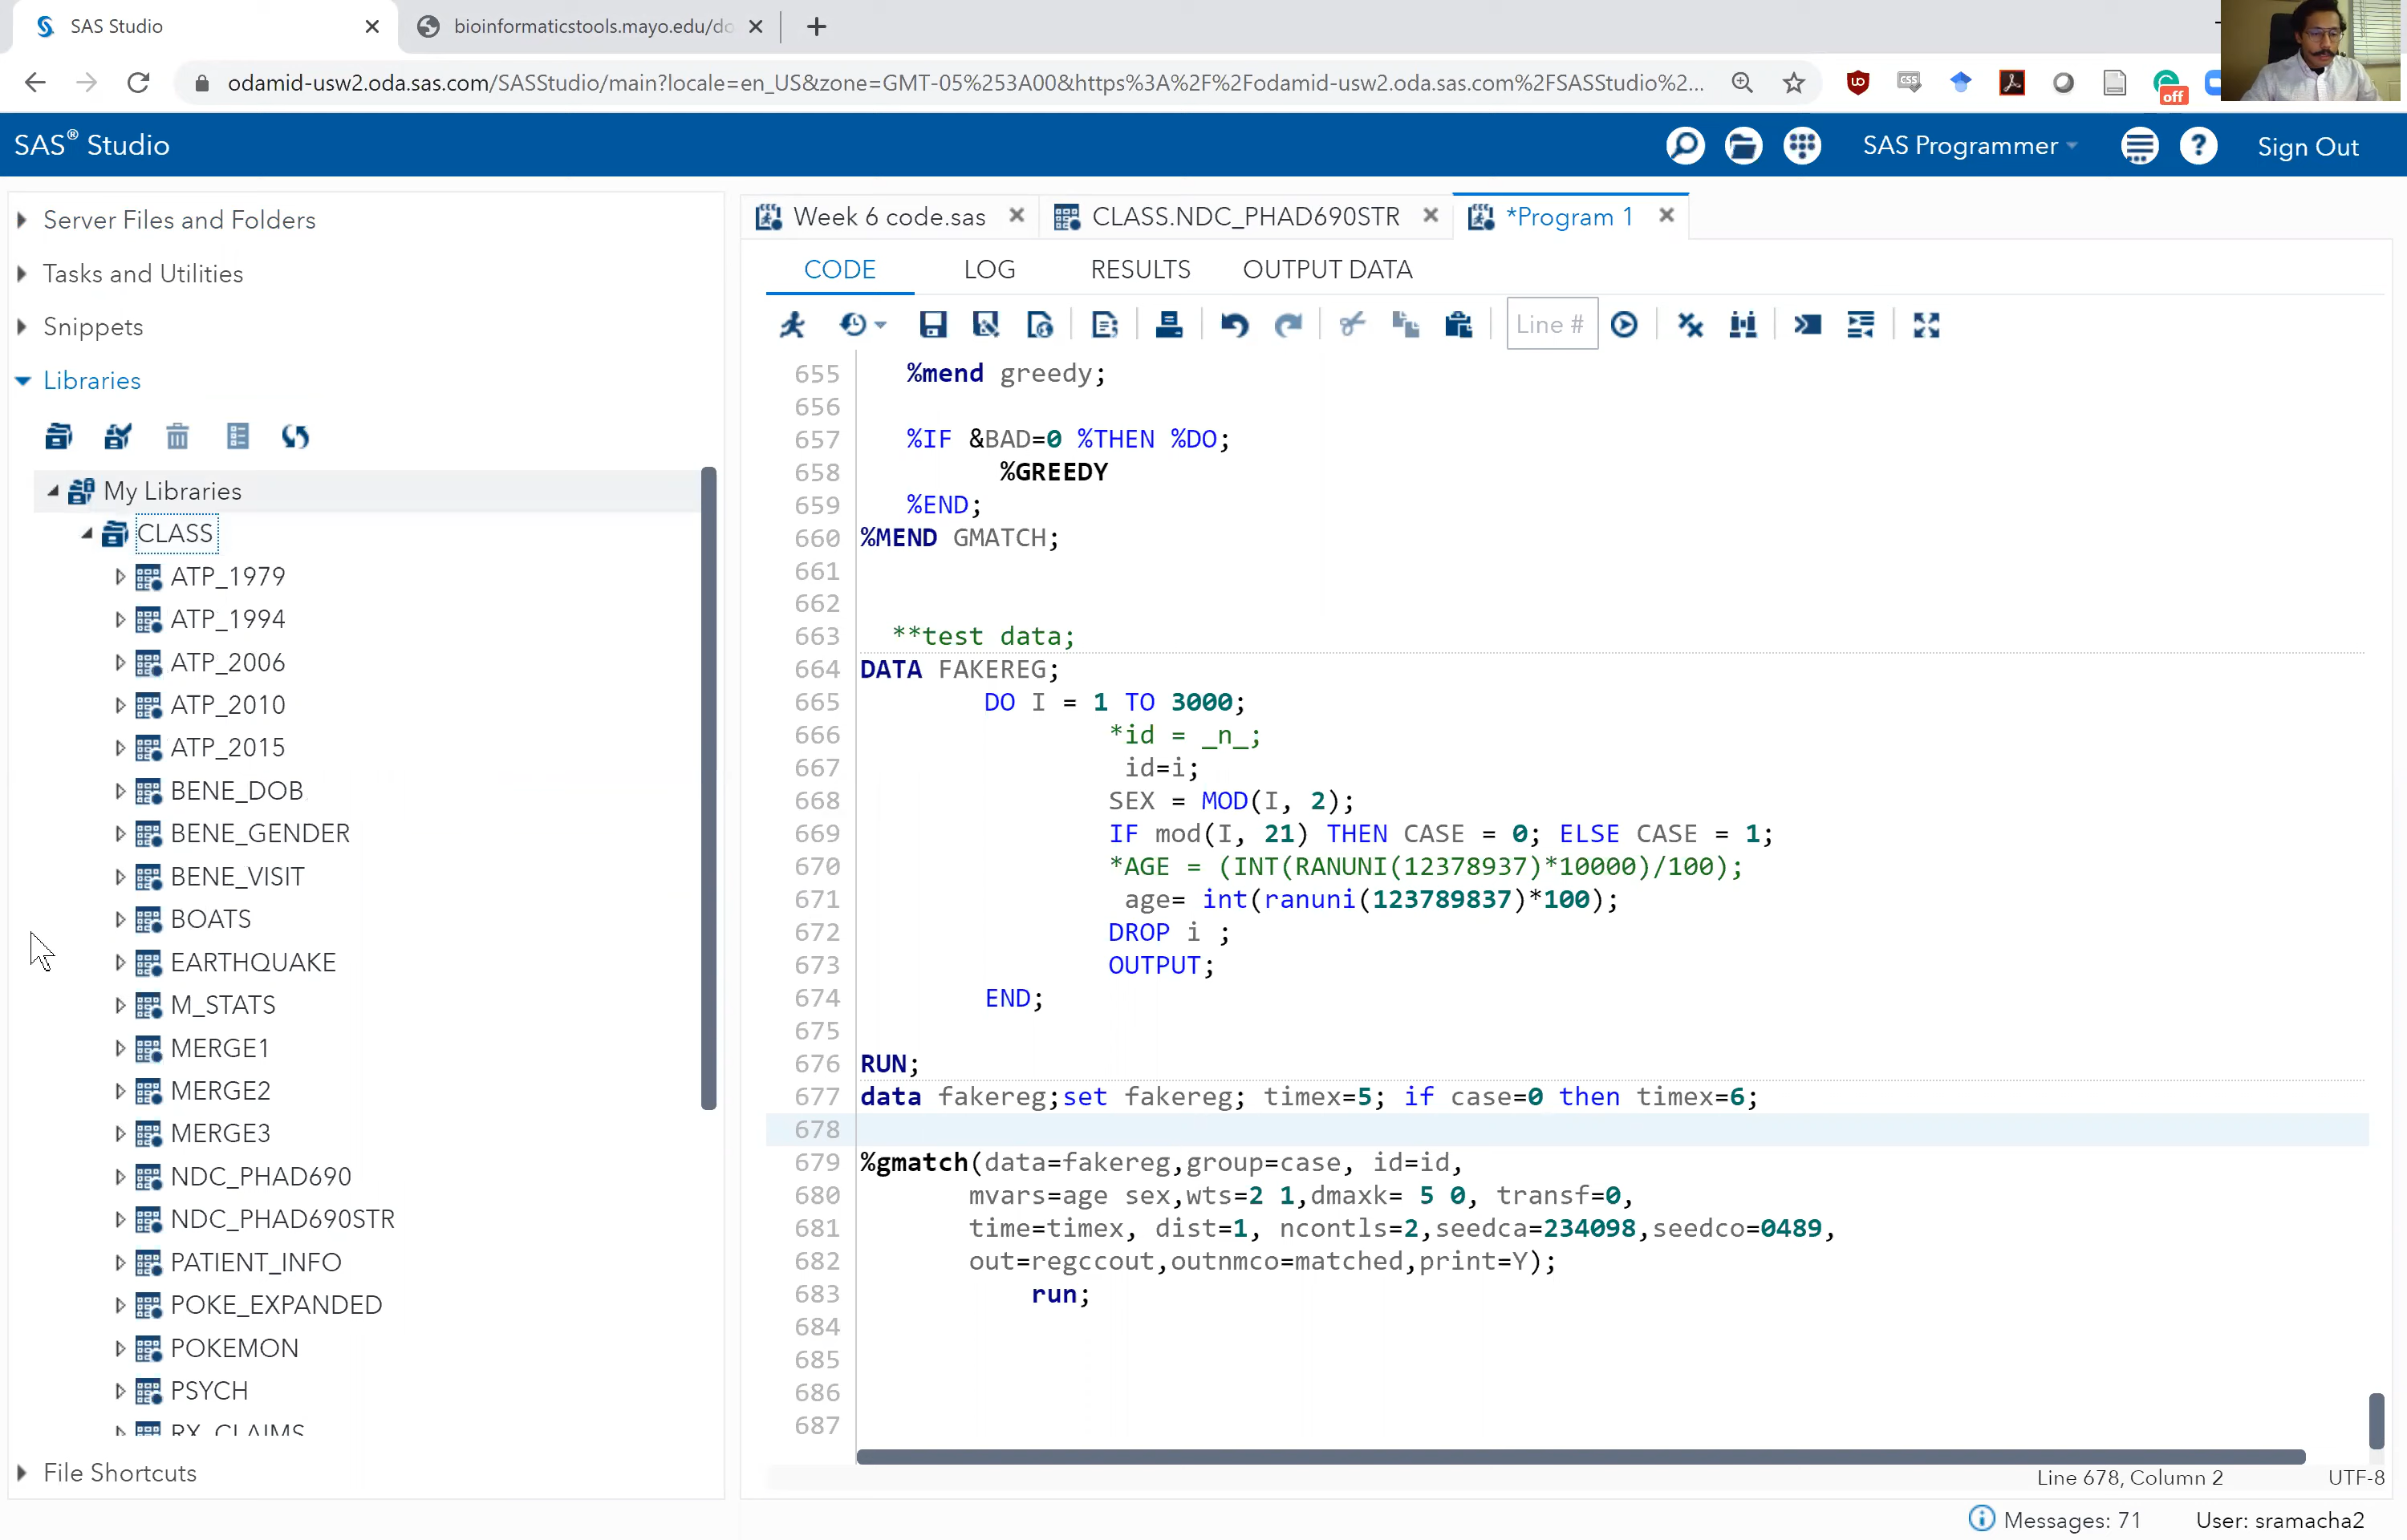 SAS Studio
bioinformaticstools.mayo.edu/do
odamid-usw2.oda.sas.com/SASStudio/main?locale=en_US&zone=GMT-05%253A00&https%3A%2F%2Fodamid-usw2.oda.sas.com%2FSASStudio%2...
CSS
off
SAS® Studio
SAS Programmer
Sign Out
Server Files and Folders
Tasks and Utilities
Snippets
Libraries
My Libraries
CLASS
ATP_1979
ATP_1994
ATP_2006
ATP_2010
ATP_2015
BENE_DOB
BENE_GENDER
BENE_VISIT
BOATS
EARTHQUAKE
M_STATS
MERGE1
MERGE2
MERGE3
NDC_PHAD690
NDC_PHAD690STR
PATIENT_INFO
POKE_EXPANDED
POKEMON
PSYCH
RX_CLAIMS
File Shortcuts
Week 6 code.sas
CLASS.NDC_PHAD690STR
*Program 1
CODE LOG RESULTS OUTPUT DATA
Line #
655 %mend greedy;
656
657 %IF &BAD=0 %THEN %DO;
658 %GREEDY
659 %END;
660 %MEND GMATCH;
661
662
663 **test data;
664 DATA FAKEREG;
665 DO I = 1 TO 3000;
666 *id = _n_;
667 id=i;
668 SEX = MOD(I, 2);
669 IF mod(I, 21) THEN CASE = 0; ELSE CASE = 1;
670 *AGE = (INT(RANUNI(12378937)*10000)/100);
671 age= int(ranuni(123789837)*100);
672 DROP i ;
673 OUTPUT;
674 END;
675
676 RUN;
677 data fakereg;set fakereg; timex=5; if case=0 then timex=6;
678
679 %gmatch(data=fakereg,group=case, id=id,
680 mvars=age sex,wts=2 1,dmaxk= 5 0, transf=0,
681 time=timex, dist=1, ncontls=2,seedca=234098,seedco=0489,
682 out=regccout,outnmco=matched,print=Y);
683 run;
684
685
686
687
Line 678, Column 2
UTF-8
Messages: 71
User: sramacha2